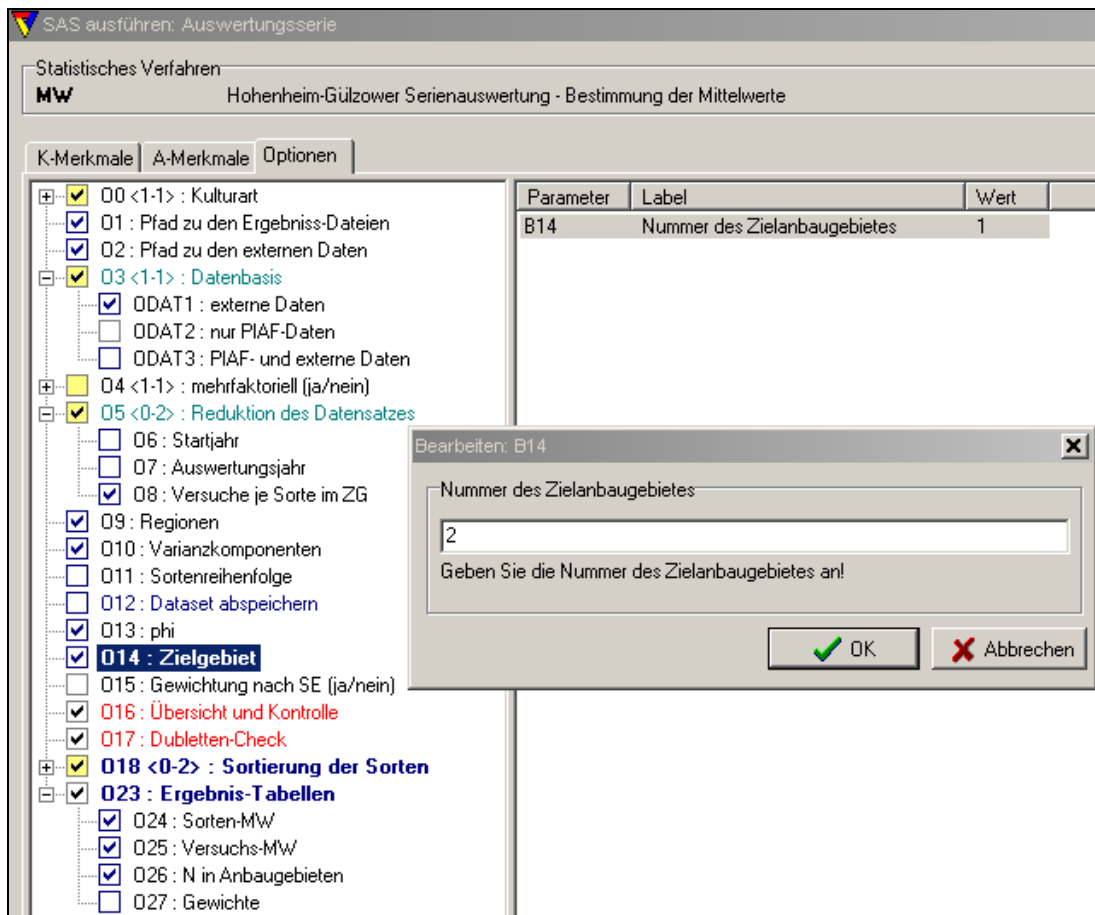 SAS ausführen: Auswertungsserie
Statistisches Verfahren
MW Hohenheim-Gülzower Serienauswertung - Bestimmung der Mittelwerte
K-Merkmale A-Merkmale Optionen
O0 <1-1> : Kulturart
O1 : Pfad zu den Ergebniss-Dateien
O2 : Pfad zu den externen Daten
O3 <1-1> : Datenbasis
ODAT1 : externe Daten
ODAT2 : nur PIAF-Daten
ODAT3 : PIAF- und externe Daten
O4 <1-1> : mehrfaktoriell (ja/nein)
O5 <0-2> : Reduktion des Datensatzes
O6 : Startjahr
O7 : Auswertungsjahr
O8 : Versuche je Sorte im ZG
O9 : Regionen
O10 : Varianzkomponenten
O11 : Sortenreihenfolge
O12 : Dataset abspeichern
O13 : phi
O14 : Zielgebiet
O15 : Gewichtung nach SE (ja/nein)
O16 : Übersicht und Kontrolle
O17 : Dubletten-Check
O18 <0-2> : Sortierung der Sorten
O23 : Ergebnis-Tabellen
O24 : Sorten-MW
O25 : Versuchs-MW
O26 : N in Anbaugebieten
O27 : Gewichte
Parameter Label Wert
B14 Nummer des Zielanbaugebietes 1
Bearbeiten: B14
Nummer des Zielanbaugebietes
2
Geben Sie die Nummer des Zielanbaugebietes an!
OK Abbrechen